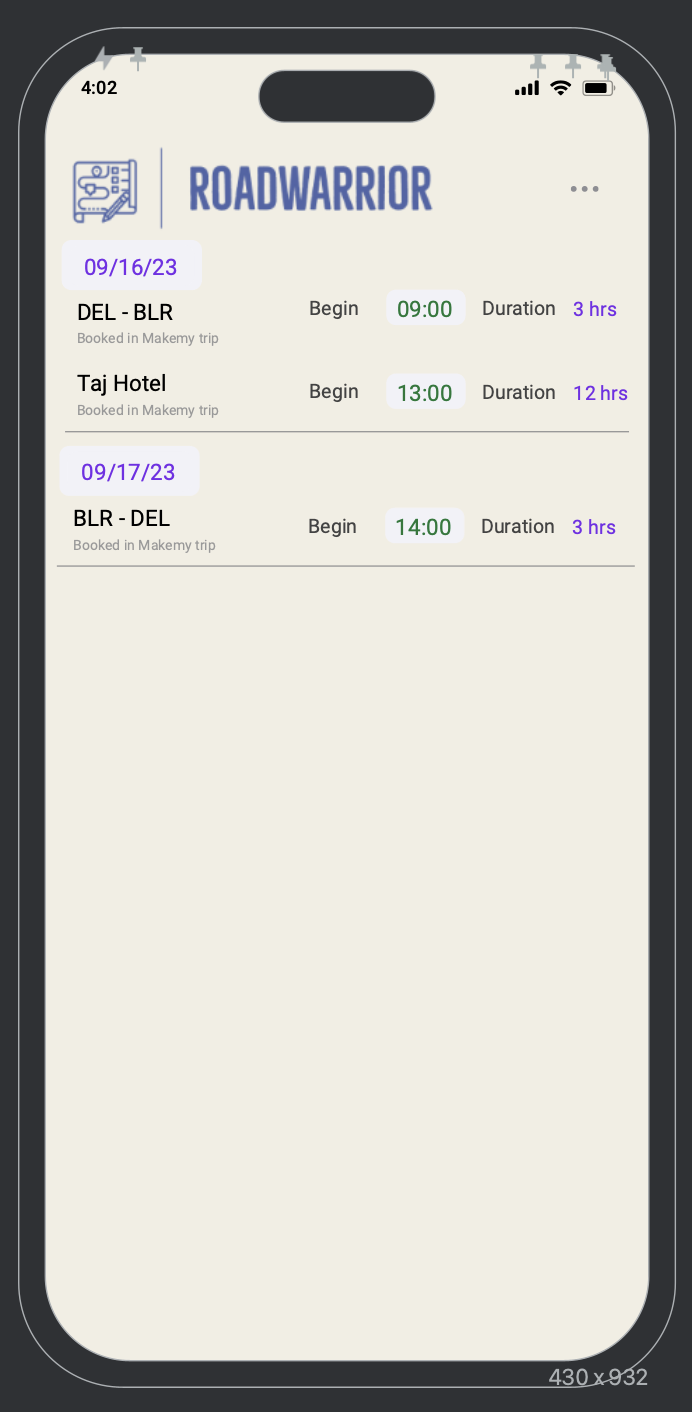 4:02
ROADWARRIOR
09/16/23
DEL - BLR Begin 09:00 Duration 3 hrs
Booked in Makemy trip
Taj Hotel Begin 13:00 Duration 12 hrs
Booked in Makemy trip
09/17/23
BLR - DEL Begin 14:00 Duration 3 hrs
Booked in Makemy trip
430 x 932